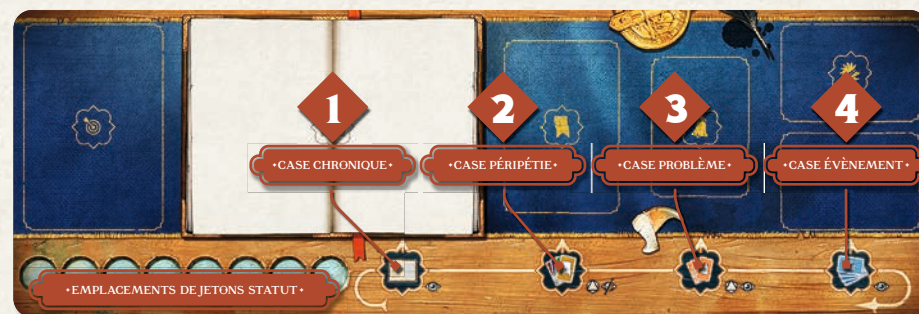 1
2
3
4
CASE CHRONIQUE
CASE PÉRIPÉTIE
CASE PROBLÈME
CASE ÉVÈNEMENT
EMPLACEMENTS DE JETONS STATUT